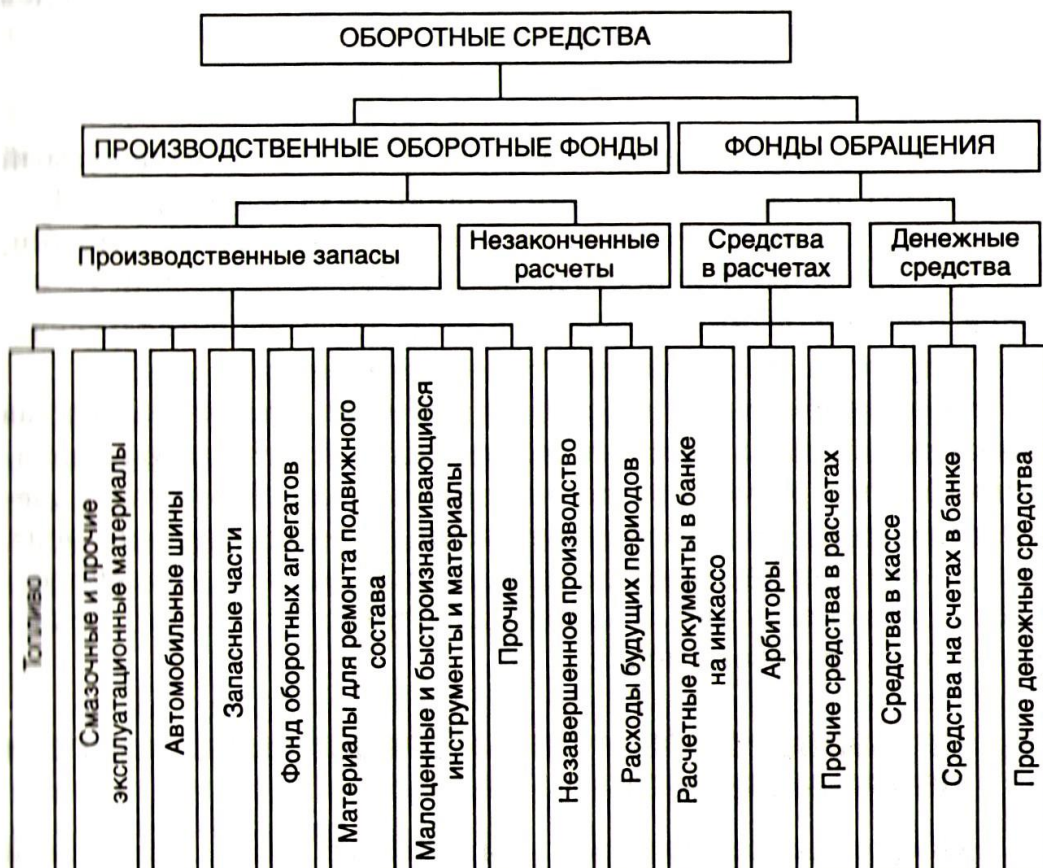 ОБОРОТНЫЕ СРЕДСТВА
ПРОИЗВОДСТВЕННЫЕ ОБОРОТНЫЕ ФОНДЫ
ФОНДЫ ОБРАЩЕНИЯ
Производственные запасы
Незаконченные
расчеты
Средства
в расчетах
Денежные
средства
Топливо
Смазочные и прочие
эксплуатационные материалы
Автомобильные шины
Запасные части
Фонд оборотных агрегатов
Материалы для ремонта подвижного
состава
Малоценные и быстроизнашивающиеся
инструменты и материалы
Прочие
Незавершенное производство
Расходы будущих периодов
Расчетные документы в банке
на инкассо
Арбиторы
Прочие средства в расчетах
Средства в кассе
Средства на счетах в банке
Прочие денежные средства